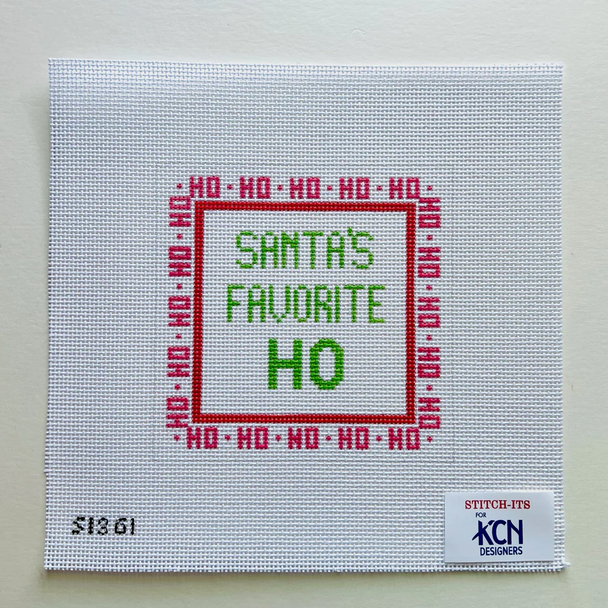 · HO · HO · HO · HO · HO ·
HO · HO · HO · HO · HO
HO · HO · HO · HO · HO
SANTA'S
FAVORITE
HO
· HO · HO · HO · HO · HO ·
S1361
STITCH-ITS
FOR
KCN
DESIGNERS